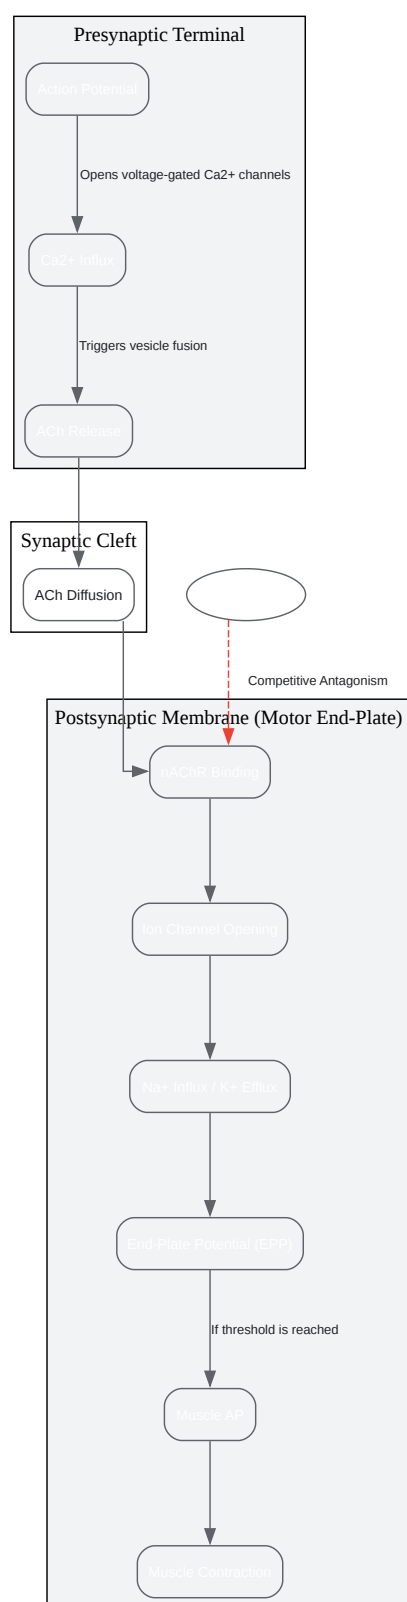 Presynaptic Terminal
Action Potential
Opens voltage-gated Ca2+ channels
Ca2+ Influx
Triggers vesicle fusion
ACh Release
Synaptic Cleft
ACh Diffusion
Competitive Antagonism
Postsynaptic Membrane (Motor End-Plate)
nAChR Binding
Ion Channel Opening
Na+ Influx / K+ Efflux
End-Plate Potential (EPP)
If threshold is reached
Muscle AP
Muscle Contraction